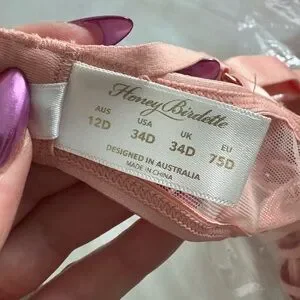 Honey Birdette
AUS USA UK EU
12D 34D 34D 75D
DESIGNED IN AUSTRALIA
MADE IN CHINA